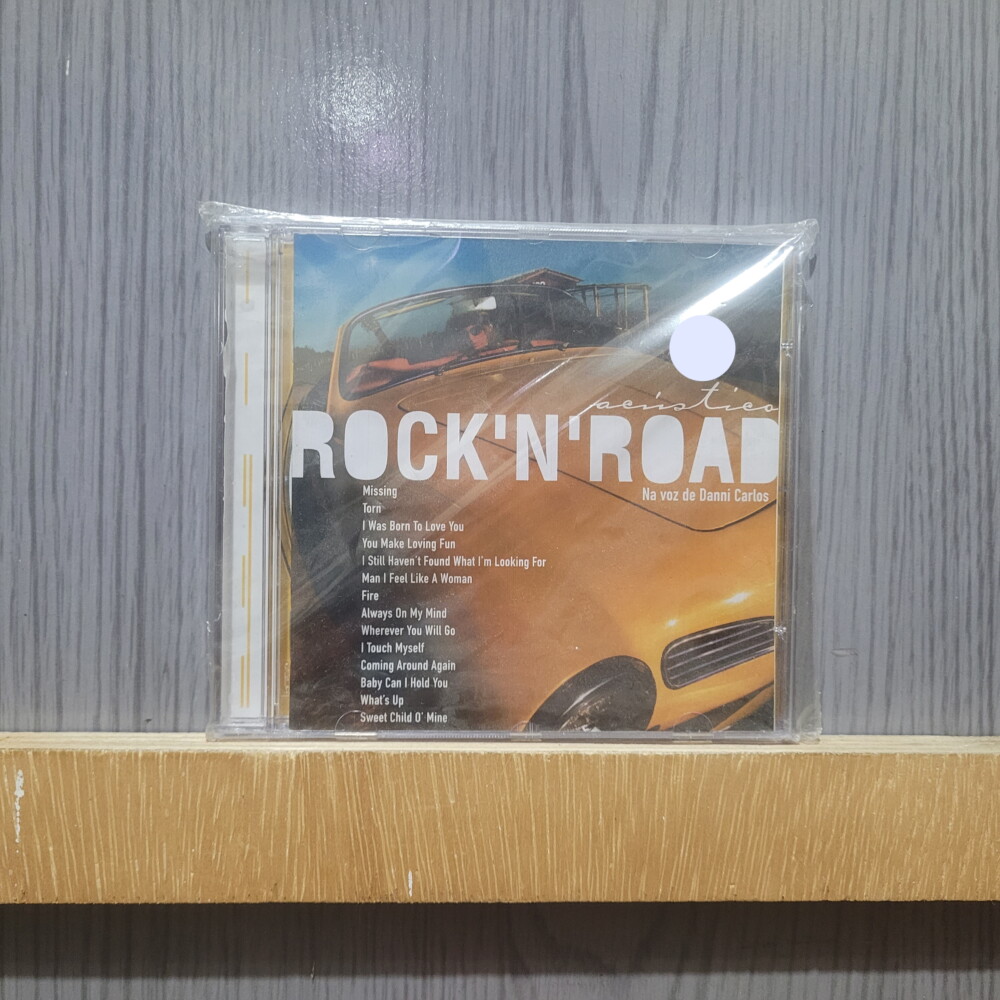 acústico
ROCK'N'ROAD
Na voz de Danni Carlos
Missing
Torn
I Was Born To Love You
You Make Loving Fun
I Still Haven't Found What I'm Looking For
Man I Feel Like A Woman
Fire
Always On My Mind
Wherever You Will Go
I Touch Myself
Coming Around Again
Baby Can I Hold You
What's Up
Sweet Child O' Mine